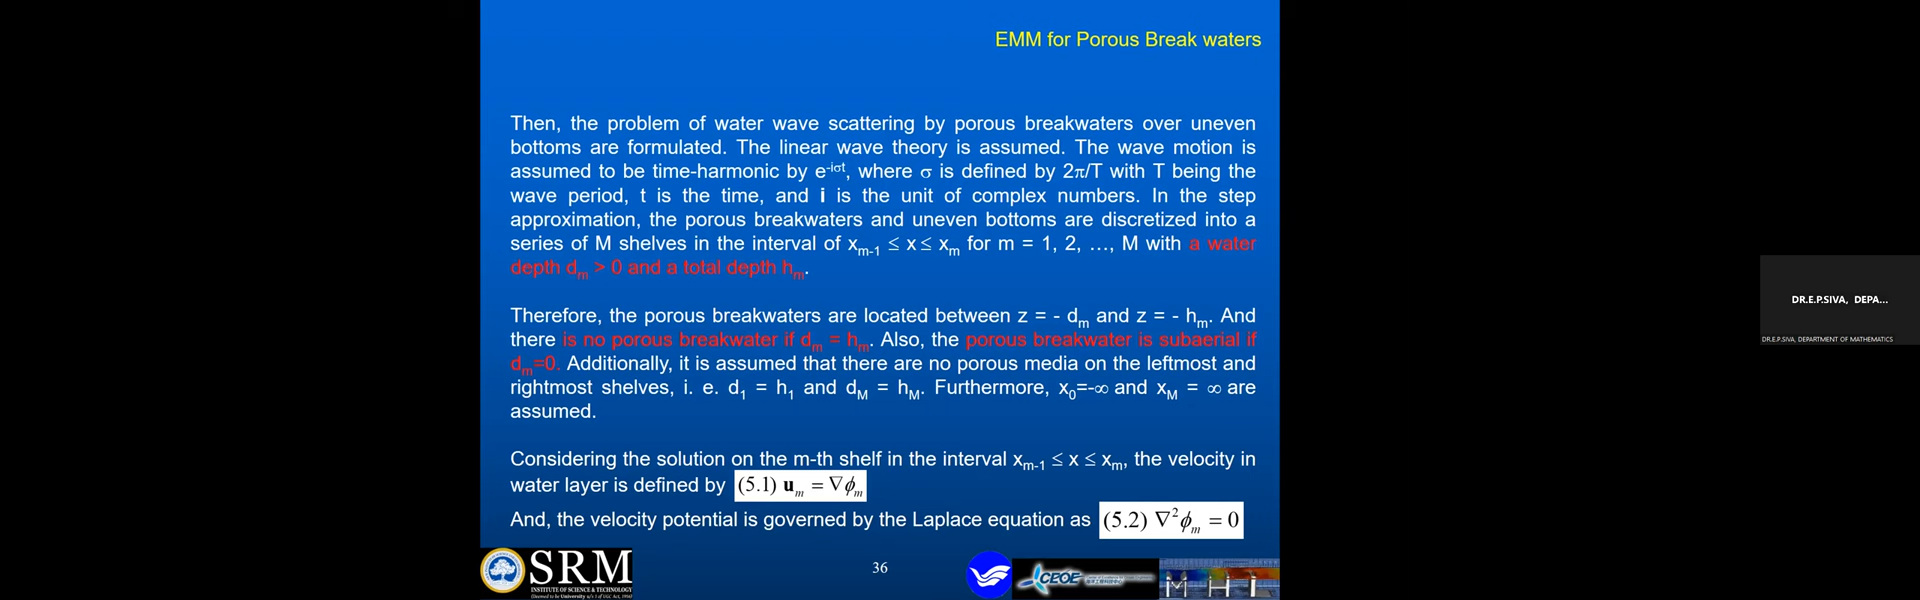 EMM for Porous Break waters
Then, the problem of water wave scattering by porous breakwaters over uneven
bottoms are formulated. The linear wave theory is assumed. The wave motion is
assumed to be time-harmonic by e^-iσt, where σ is defined by 2π/T with T being the
wave period, t is the time, and i is the unit of complex numbers. In the step
approximation, the porous breakwaters and uneven bottoms are discretized into a
series of M shelves in the interval of x_m-1 ≤ x ≤ x_m for m = 1, 2, …, M with a water
depth d_m > 0 and a total depth h_m.
Therefore, the porous breakwaters are located between z = - d_m and z = - h_m. And
there is no porous breakwater if d_m = h_m. Also, the porous breakwater is subaerial if
d_m=0. Additionally, it is assumed that there are no porous media on the leftmost and
rightmost shelves, i. e. d_1 = h_1 and d_M = h_M. Furthermore, x_0=-∞ and x_M = ∞ are
assumed.
Considering the solution on the m-th shelf in the interval x_m-1 ≤ x ≤ x_m, the velocity in
water layer is defined by (5.1) u_m = ∇ϕ_m
And, the velocity potential is governed by the Laplace equation as (5.2) ∇²ϕ_m = 0
SRM
INSTITUTE OF SCIENCE & TECHNOLOGY
36
CEOE
M H I
DR.E.P.SIVA, DEPA...
DR.E.P.SIVA, DEPARTMENT OF MATHEMATICS